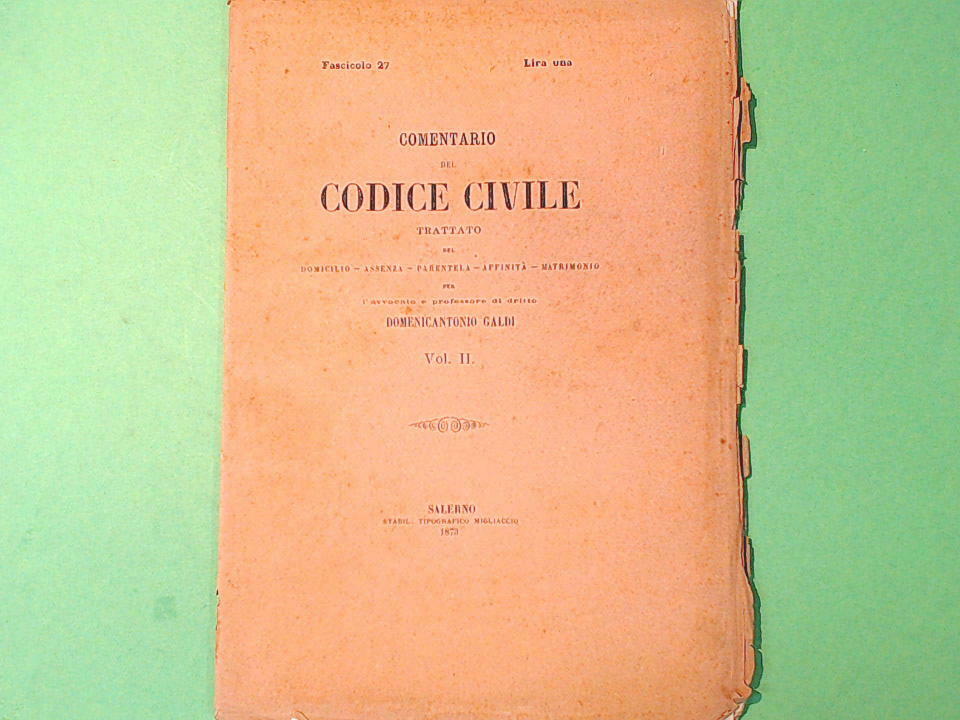 Fascicolo 27 Lira una
COMENTARIO
DEL
CODICE CIVILE
TRATTATO
DEL
DOMICILIO — ASSENZA — PARENTELA — AFFINITÀ — MATRIMONIO
PER
l'avvocato e professore di dritto
DOMENICANTONIO GALDI
Vol. II.
SALERNO
STABIL. TIPOGRAFICO MIGLIACCIO
1873